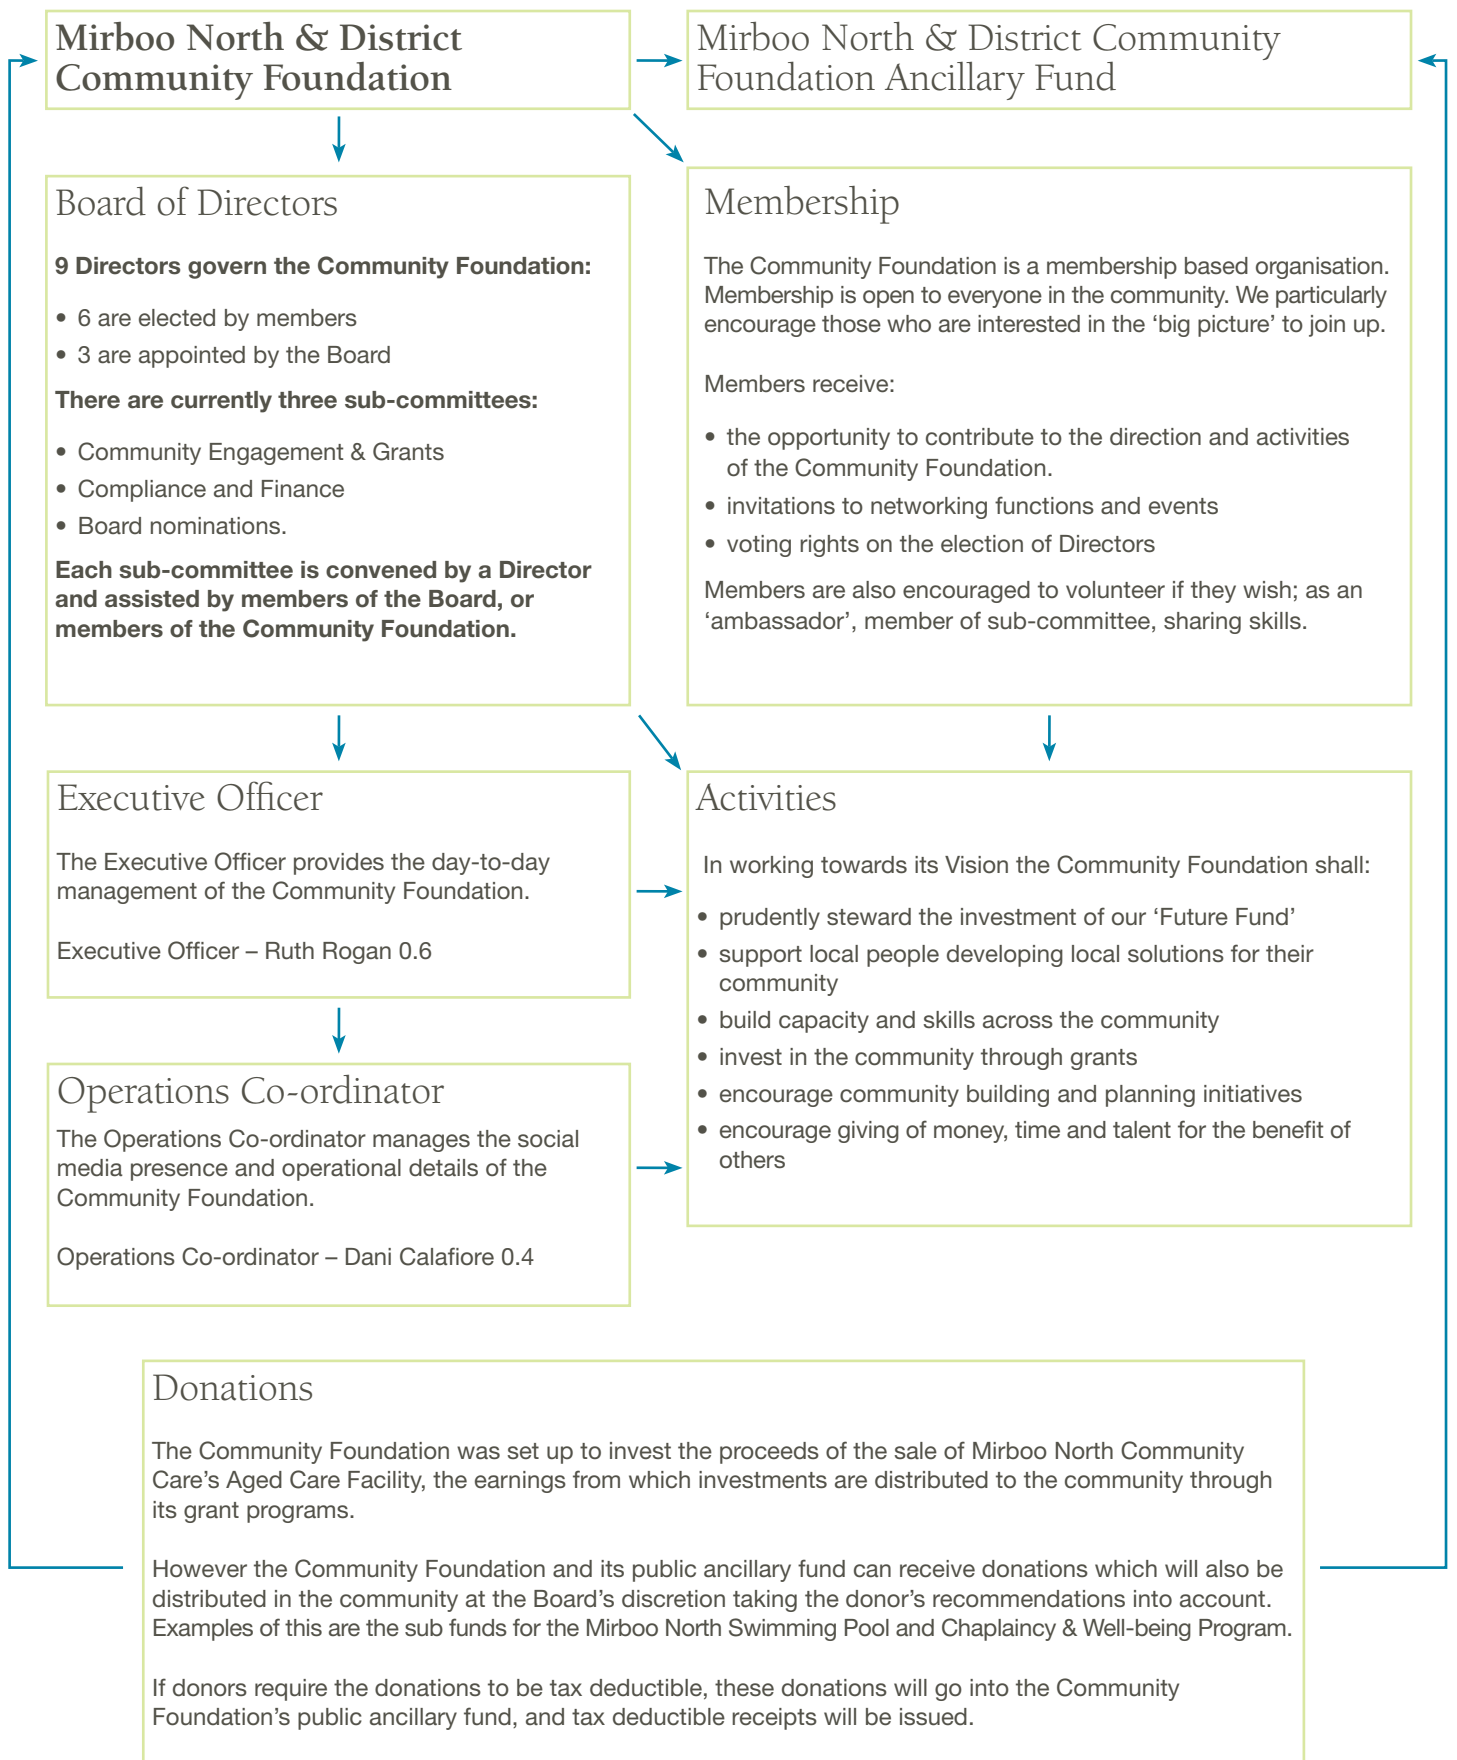 Mirboo North & District
Community Foundation
Mirboo North & District Community
Foundation Ancillary Fund
Board of Directors
9 Directors govern the Community Foundation:
• 6 are elected by members
• 3 are appointed by the Board
There are currently three sub-committees:
• Community Engagement & Grants
• Compliance and Finance
• Board nominations.
Each sub-committee is convened by a Director
and assisted by members of the Board, or
members of the Community Foundation.
Membership
The Community Foundation is a membership based organisation.
Membership is open to everyone in the community. We particularly
encourage those who are interested in the ‘big picture’ to join up.
Members receive:
• the opportunity to contribute to the direction and activities
of the Community Foundation.
• invitations to networking functions and events
• voting rights on the election of Directors
Members are also encouraged to volunteer if they wish; as an
‘ambassador’, member of sub-committee, sharing skills.
Executive Officer
The Executive Officer provides the day-to-day
management of the Community Foundation.
Executive Officer – Ruth Rogan 0.6
Activities
In working towards its Vision the Community Foundation shall:
• prudently steward the investment of our ‘Future Fund’
• support local people developing local solutions for their
community
• build capacity and skills across the community
• invest in the community through grants
• encourage community building and planning initiatives
• encourage giving of money, time and talent for the benefit of
others
Operations Co-ordinator
The Operations Co-ordinator manages the social
media presence and operational details of the
Community Foundation.
Operations Co-ordinator – Dani Calafiore 0.4
Donations
The Community Foundation was set up to invest the proceeds of the sale of Mirboo North Community
Care’s Aged Care Facility, the earnings from which investments are distributed to the community through
its grant programs.
However the Community Foundation and its public ancillary fund can receive donations which will also be
distributed in the community at the Board’s discretion taking the donor’s recommendations into account.
Examples of this are the sub funds for the Mirboo North Swimming Pool and Chaplaincy & Well-being Program.
If donors require the donations to be tax deductible, these donations will go into the Community
Foundation’s public ancillary fund, and tax deductible receipts will be issued.